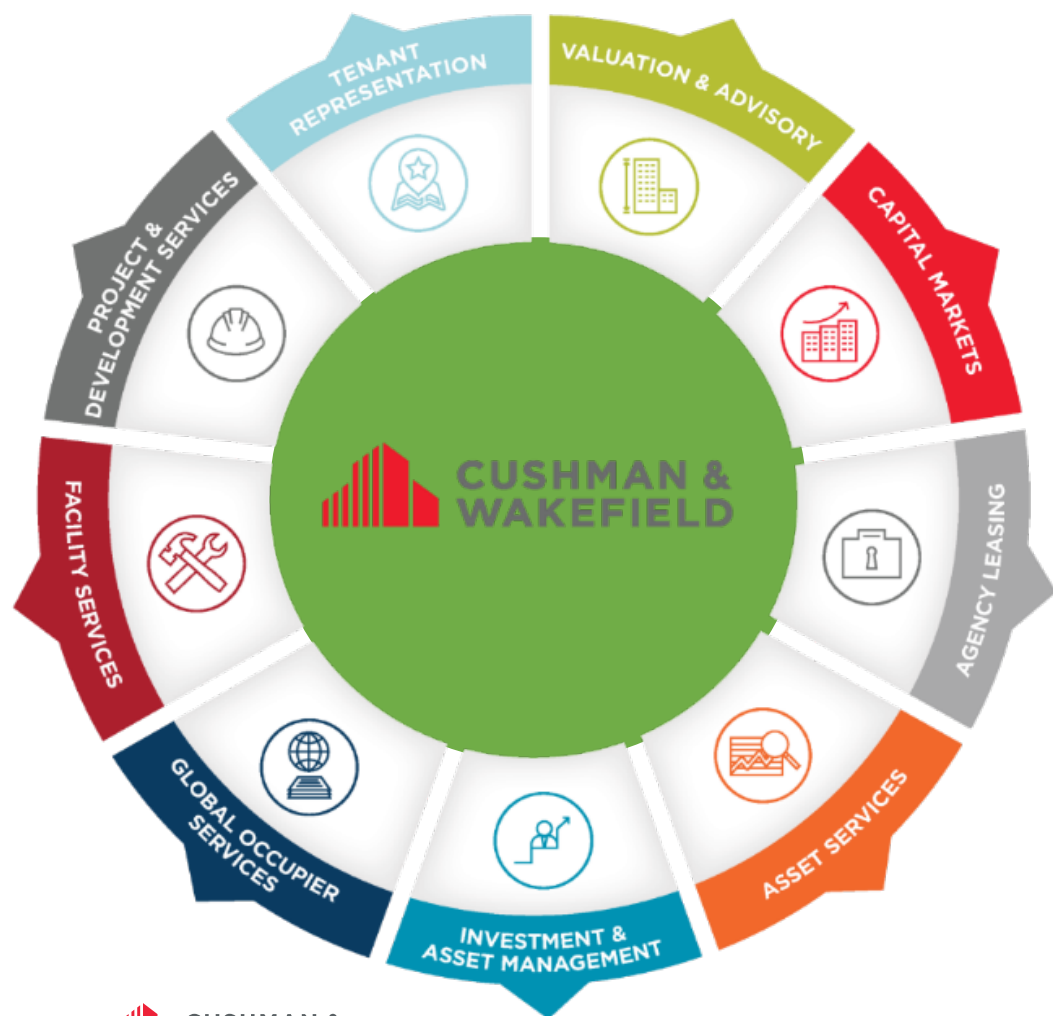 TENANT
REPRESENTATION
VALUATION & ADVISORY
CAPITAL MARKETS
AGENCY LEASING
ASSET SERVICES
INVESTMENT &
ASSET MANAGEMENT
GLOBAL OCCUPIER
SERVICES
FACILITY SERVICES
PROJECT &
DEVELOPMENT SERVICES
CUSHMAN &
WAKEFIELD
CUSHMAN &